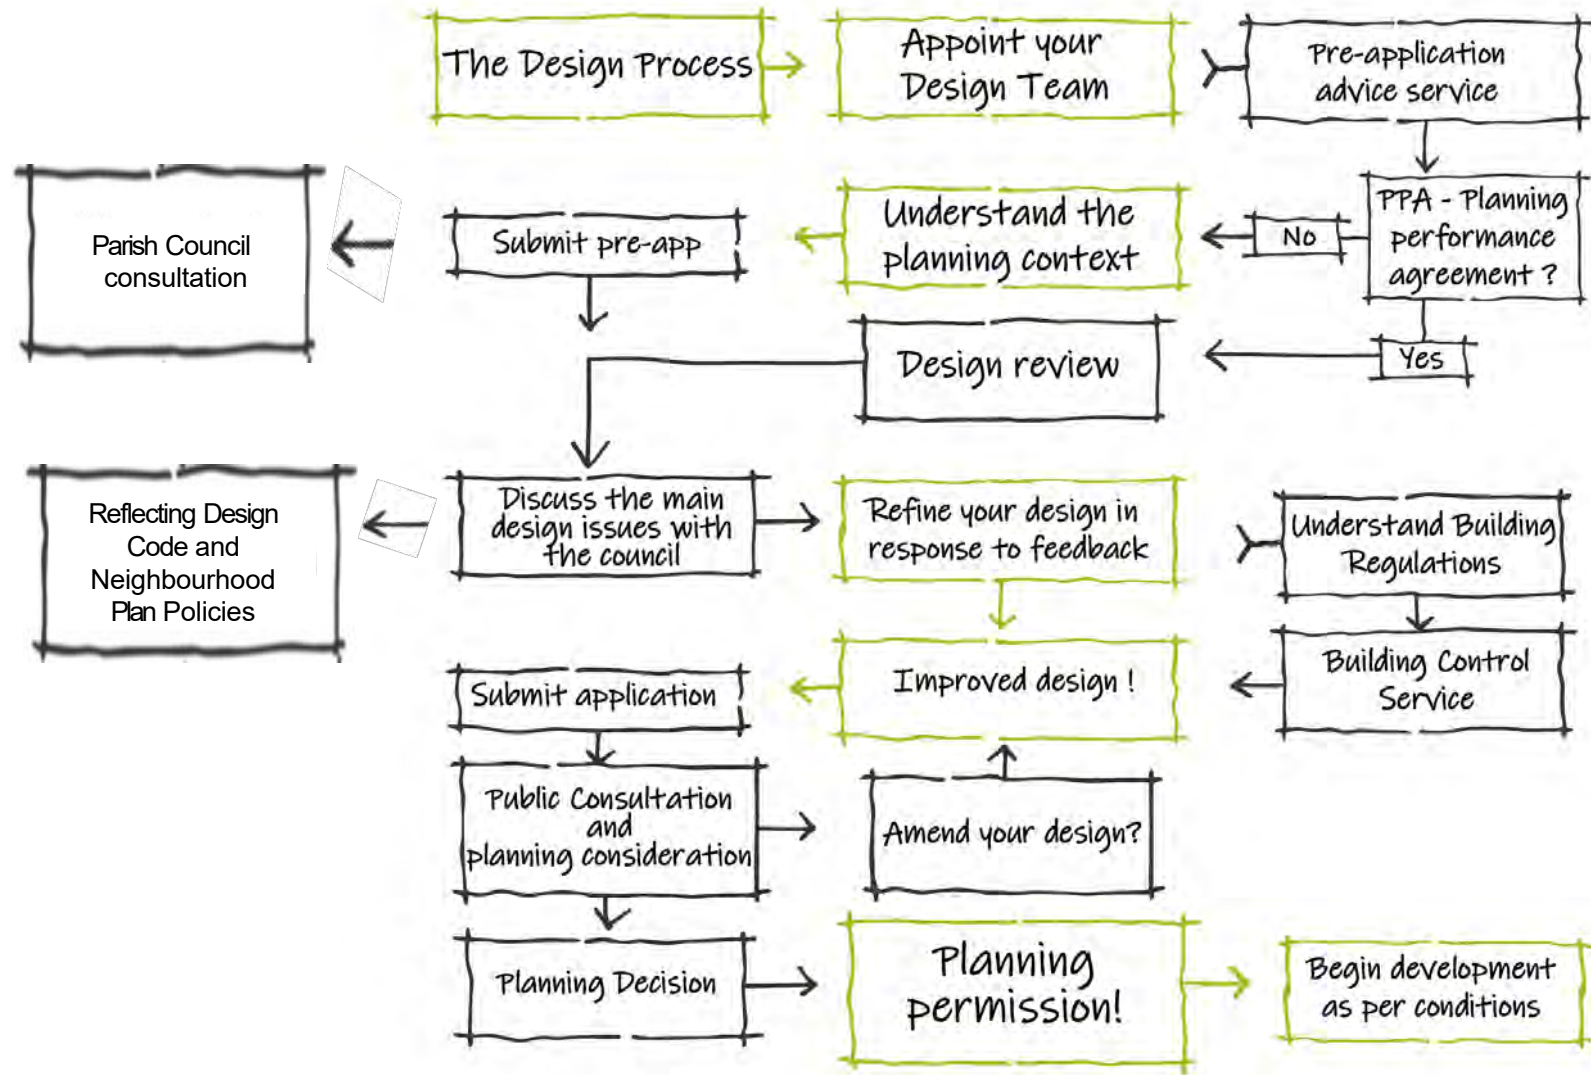 The Design Process
Appoint your
Design Team
Pre-application
advice service
Parish Council
consultation
Submit pre-app
Understand the
planning context
No
PPA - Planning
performance
agreement ?
Design review
Yes
Reflecting Design
Code and
Neighbourhood
Plan Policies
Discuss the main
design issues with
the council
Refine your design in
response to feedback
Understand Building
Regulations
Submit application
Improved design !
Building Control
Service
Public Consultation
and
planning consideration
Amend your design?
Planning Decision
Planning
permission!
Begin development
as per conditions